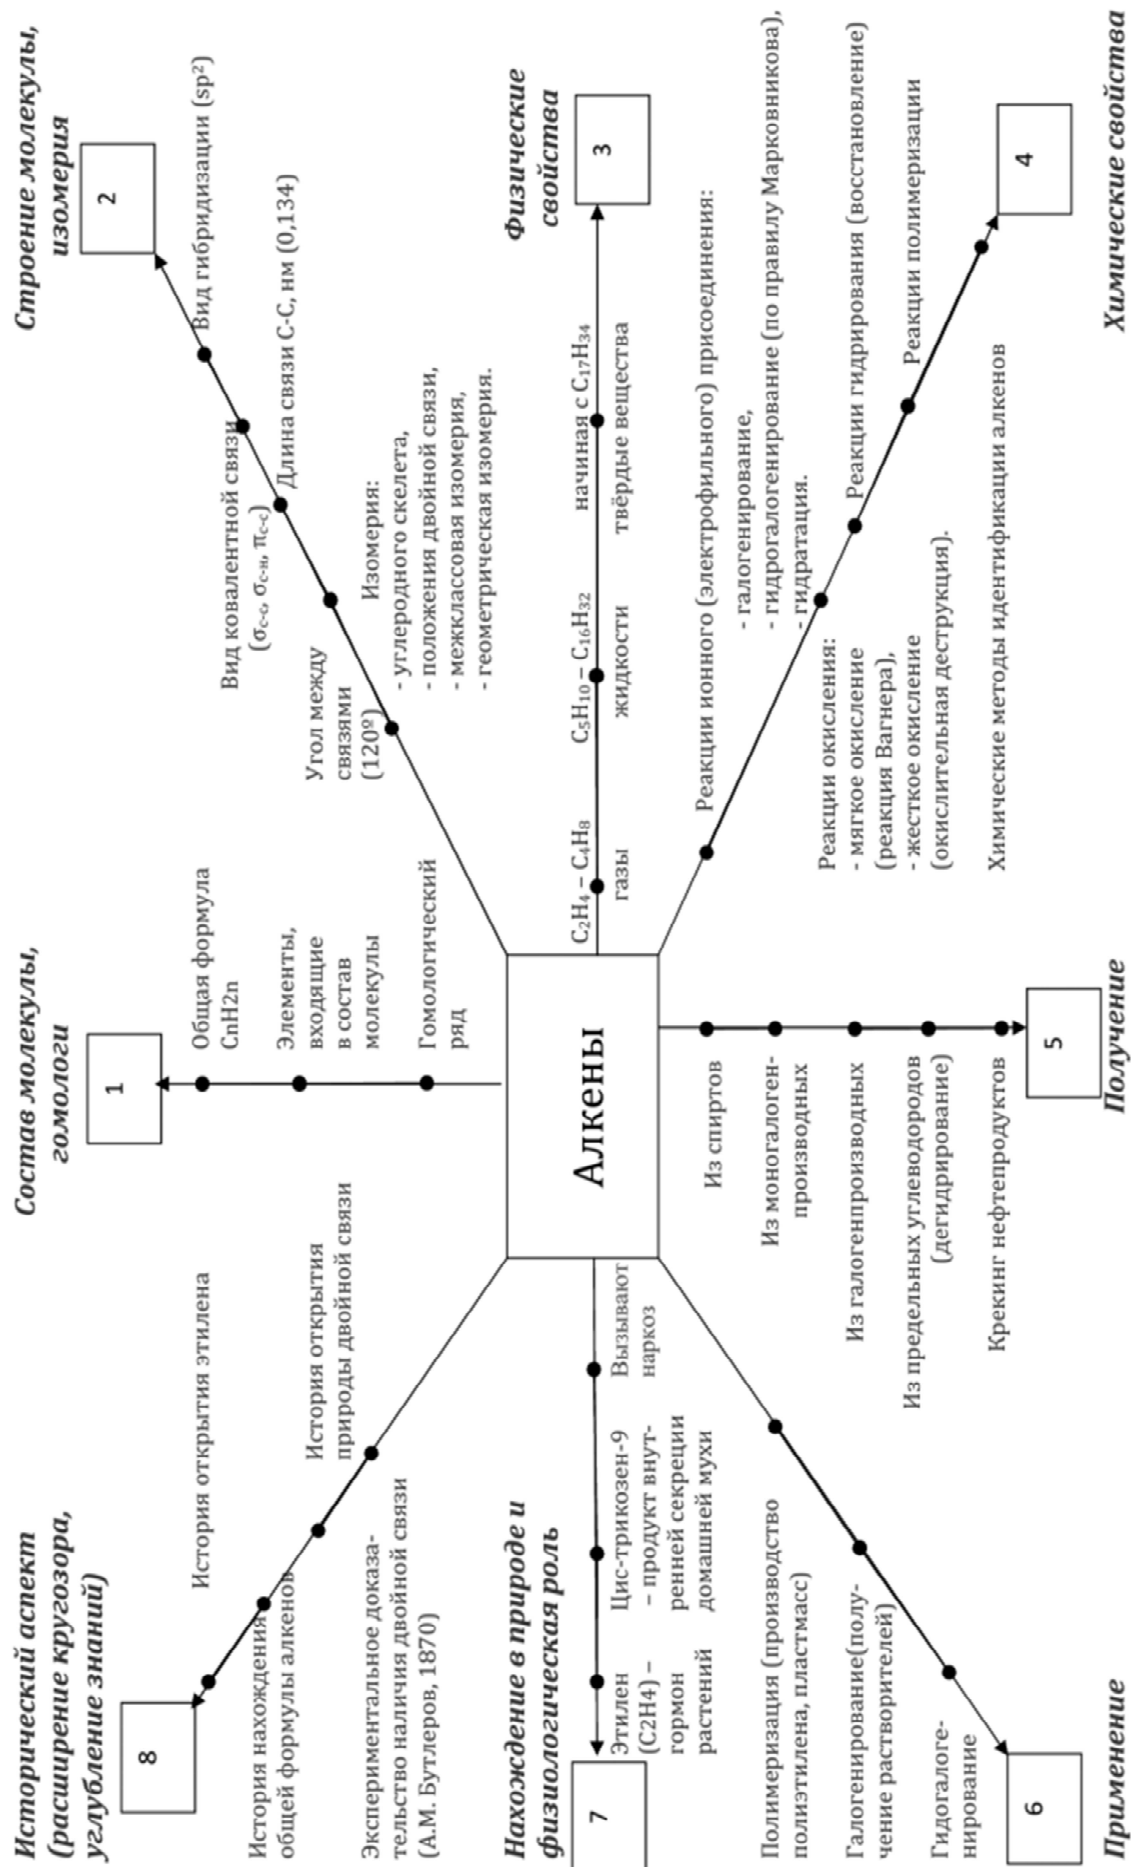 Исторический аспект
(расширение кругозора,
углубление знаний)
8
История открытия этилена
История нахождения
общей формулы алкенов
История открытия
природы двойной связи
Экспериментальное доказа-
тельство наличия двойной связи
(А.М. Бутлеров, 1870)
Состав молекулы,
гомологи
1
Общая формула
CnH2n
Элементы,
входящие
в состав
молекулы
Гомологический
ряд
Строение молекулы,
изомерия
2
Вид гибридизации (sp²)
Вид ковалентной связи
(σc-c, σc-н, πc-c)
Длина связи С-С, нм (0,134)
Угол между
связями
(120º)
Изомерия:
- углеродного скелета,
- положения двойной связи,
- межклассовая изомерия,
- геометрическая изомерия.
Нахождение в природе и
физиологическая роль
7
Этилен
(C2H4) –
гормон
растений
Цис-трикозен-9
– продукт внут-
ренней секреции
домашней мухи
Вызывают
наркоз
Алкены
C₂H₄ – C₄H₈
газы
C₅H₁₀ – C₁₆H₃₂
жидкости
начиная с C₁₇H₃₄
твёрдые вещества
Физические
свойства
3
Полимеризация (производство
полиэтилена, пластмасс)
Галогенирование(полу-
чение растворителей)
Гидогалоге-
нирование
6
Применение
Из спиртов
Из моногалоген-
производных
Из галогенпроизводных
Из предельных углеводородов
(дегидрирование)
Крекинг нефтепродуктов
5
Получение
Реакции ионного (электрофильного) присоединения:
- галогенирование,
- гидрогалогенирование (по правилу Марковникова),
- гидратация.
Реакции окисления:
- мягкое окисление
(реакция Вагнера),
- жесткое окисление
(окислительная деструкция).
Реакции гидрирования (восстановление)
Реакции полимеризации
Химические методы идентификации алкенов
4
Химические свойства